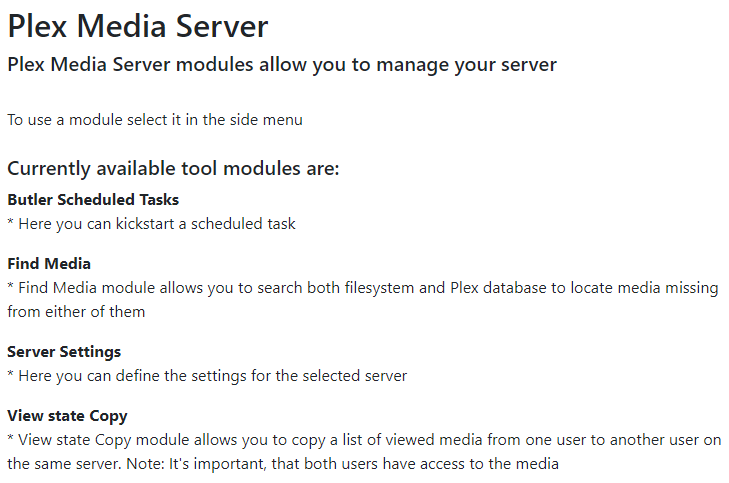 Plex Media Server
Plex Media Server modules allow you to manage your server
To use a module select it in the side menu
Currently available tool modules are:
Butler Scheduled Tasks
* Here you can kickstart a scheduled task
Find Media
* Find Media module allows you to search both filesystem and Plex database to locate media missing
from either of them
Server Settings
* Here you can define the settings for the selected server
View state Copy
* View state Copy module allows you to copy a list of viewed media from one user to another user on
the same server. Note: It's important, that both users have access to the media